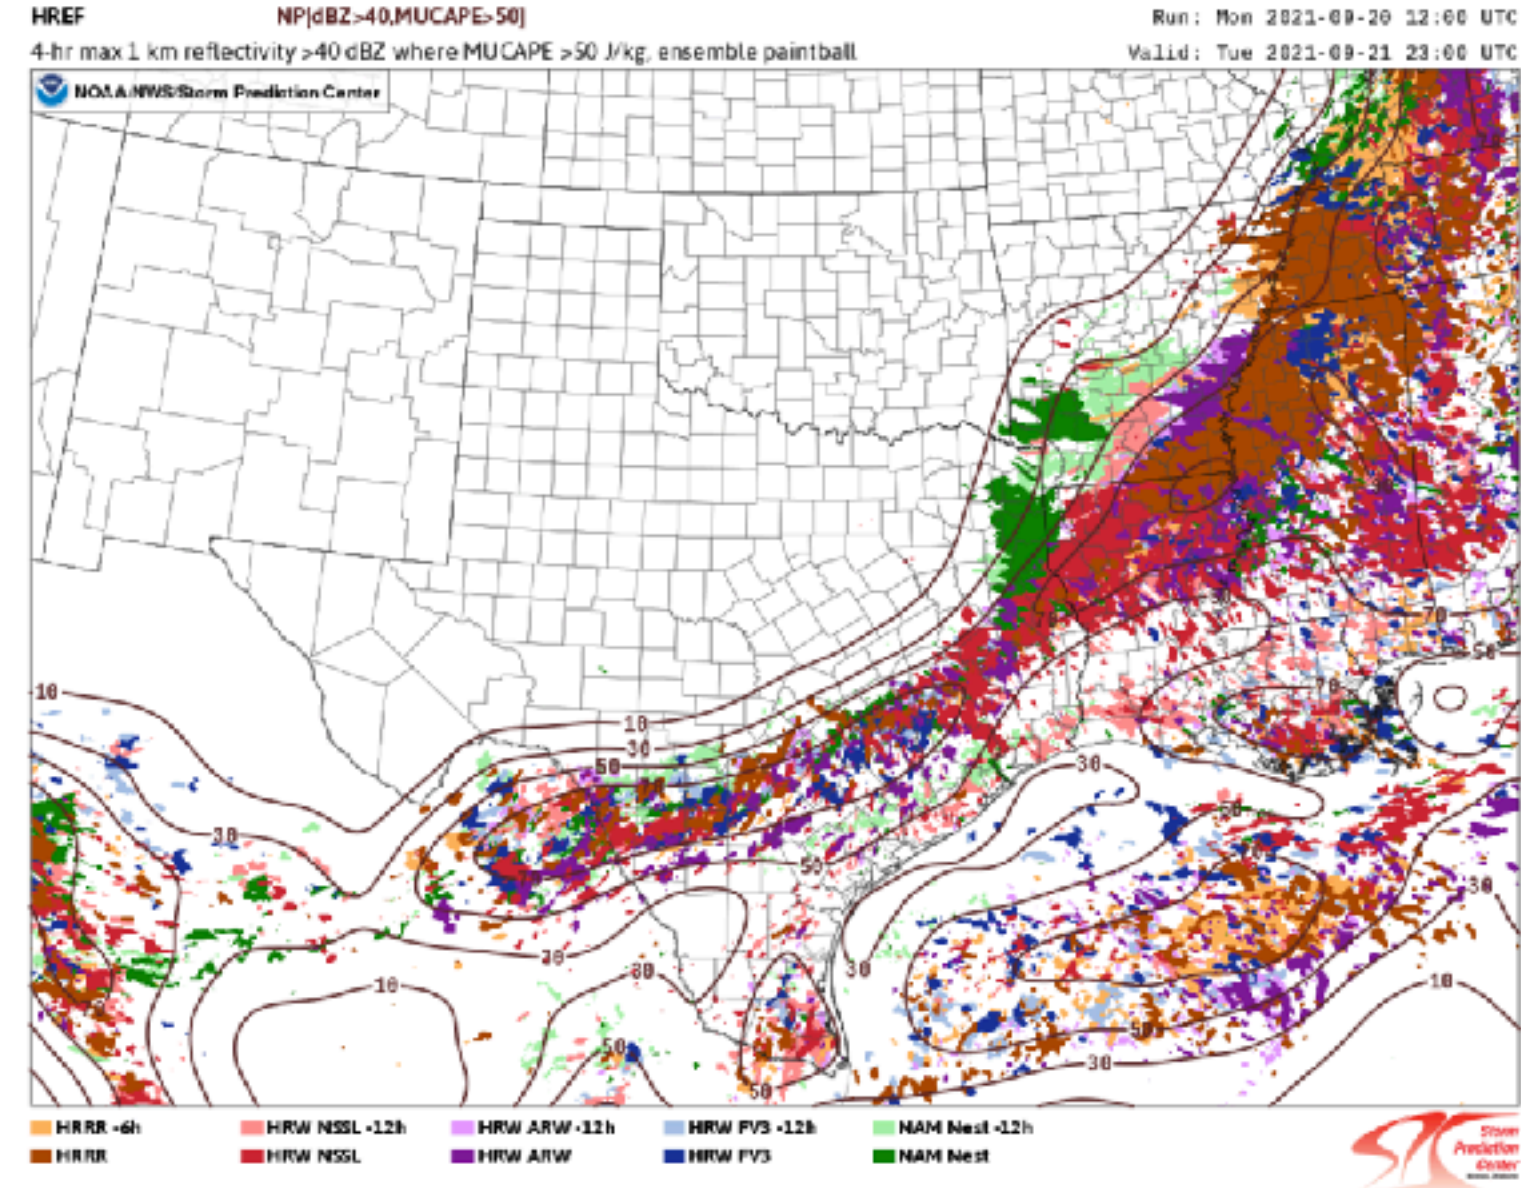 HREF NP[dBZ>40,MUCAPE>50] Run: Mon 2021-09-20 12:00 UTC
4-hr max 1 km reflectivity >40 dBZ where MUCAPE >50 J/kg, ensemble paintball Valid: Tue 2021-09-21 23:00 UTC
NOAA/NWS/Storm Prediction Center
70
50
10
70
10
30
50
70
30
50
30
50
70
30
30
30
10
30
10
50
50
30
50
HRRR -6h HRW NSSL -12h HRW ARW -12h HRW FV3 -12h NAM Nest -12h
HRRR HRW NSSL HRW ARW HRW FV3 NAM Nest
Storm
Prediction
Center